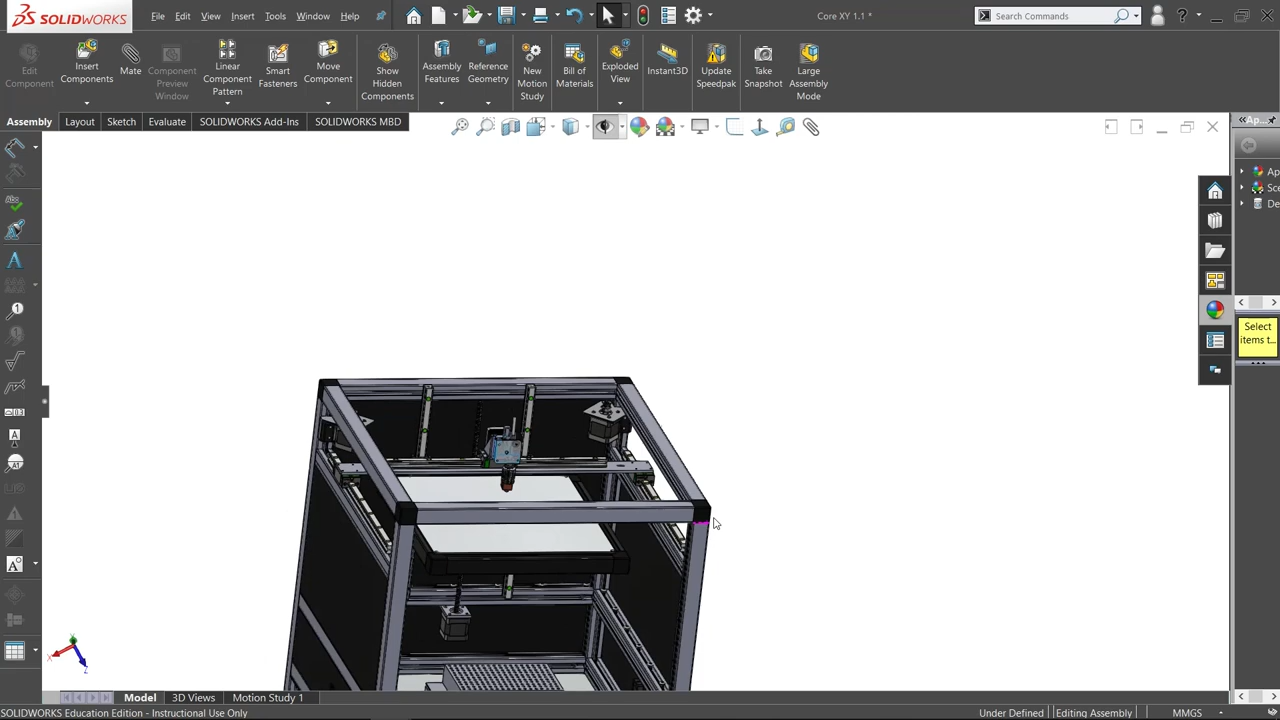 SOLIDWORKS
File Edit View Insert Tools Window Help
Core XY 1.1 *
Search Commands
?
Edit Component
Insert Components
Mate
Component Preview Window
Linear Component Pattern
Smart Fasteners
Move Component
Show Hidden Components
Assembly Features
Reference Geometry
New Motion Study
Bill of Materials
Exploded View
Instant3D
Update Speedpak
Take Snapshot
Large Assembly Mode
Assembly Layout Sketch Evaluate SOLIDWORKS Add-Ins SOLIDWORKS MBD
Ap...
Ap
Sce
De
Select
items t...
Model 3D Views Motion Study 1
SOLIDWORKS Education Edition - Instructional Use Only
Under Defined Editing Assembly MMGS